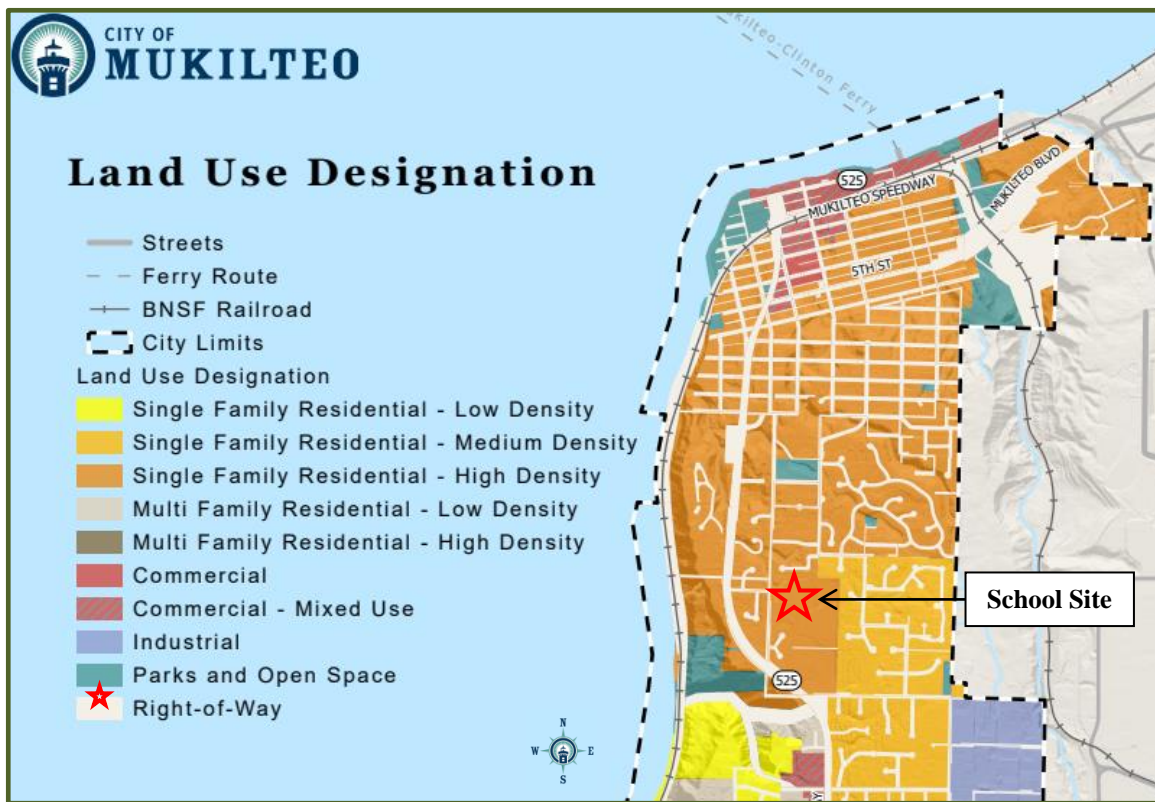 CITY OF
MUKILTEO
Mukilteo-Clinton Ferry
Land Use Designation
Streets
Ferry Route
BNSF Railroad
City Limits
Land Use Designation
Single Family Residential - Low Density
Single Family Residential - Medium Density
Single Family Residential - High Density
Multi Family Residential - Low Density
Multi Family Residential - High Density
Commercial
Commercial - Mixed Use
Industrial
Parks and Open Space
Right-of-Way
525
MUKILTEO SPEEDWAY
MUKILTEO BLVD
5TH ST
School Site
525
N
W E
S